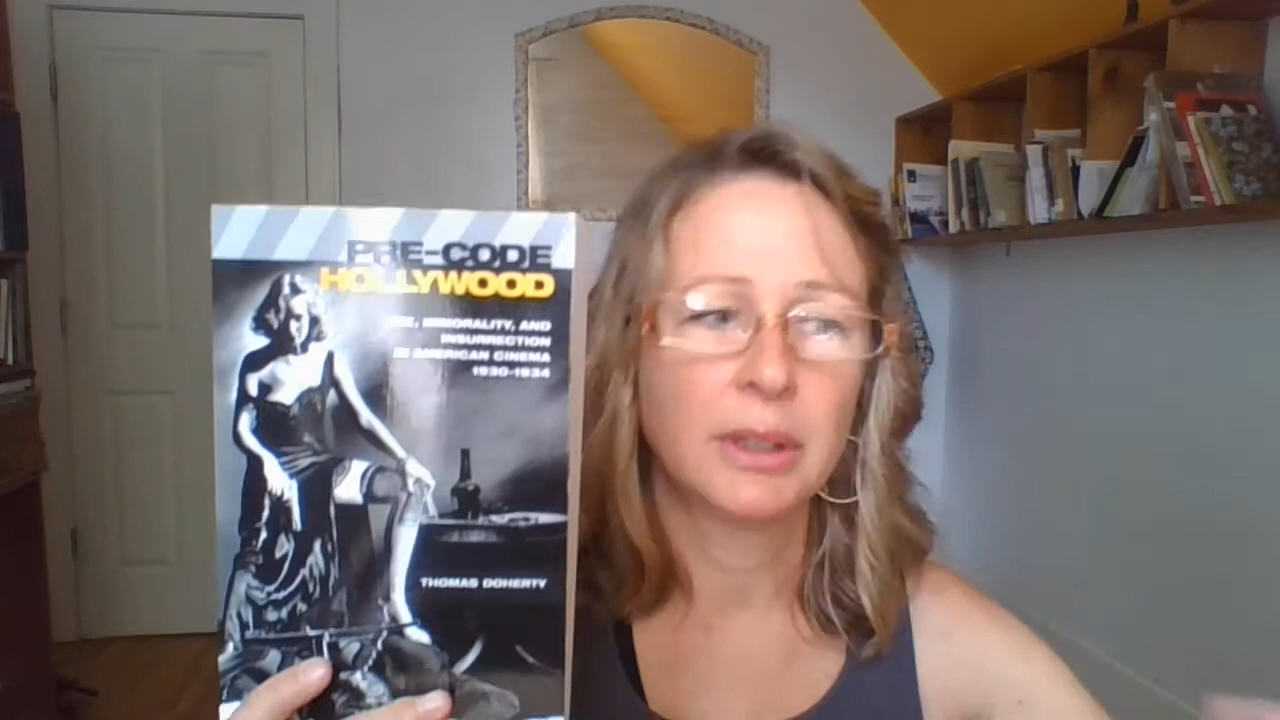 PRE-CODE
HOLLYWOOD
SEX, IMMORALITY, AND
INSURRECTION
IN AMERICAN CINEMA
1930-1934
THOMAS DOHERTY